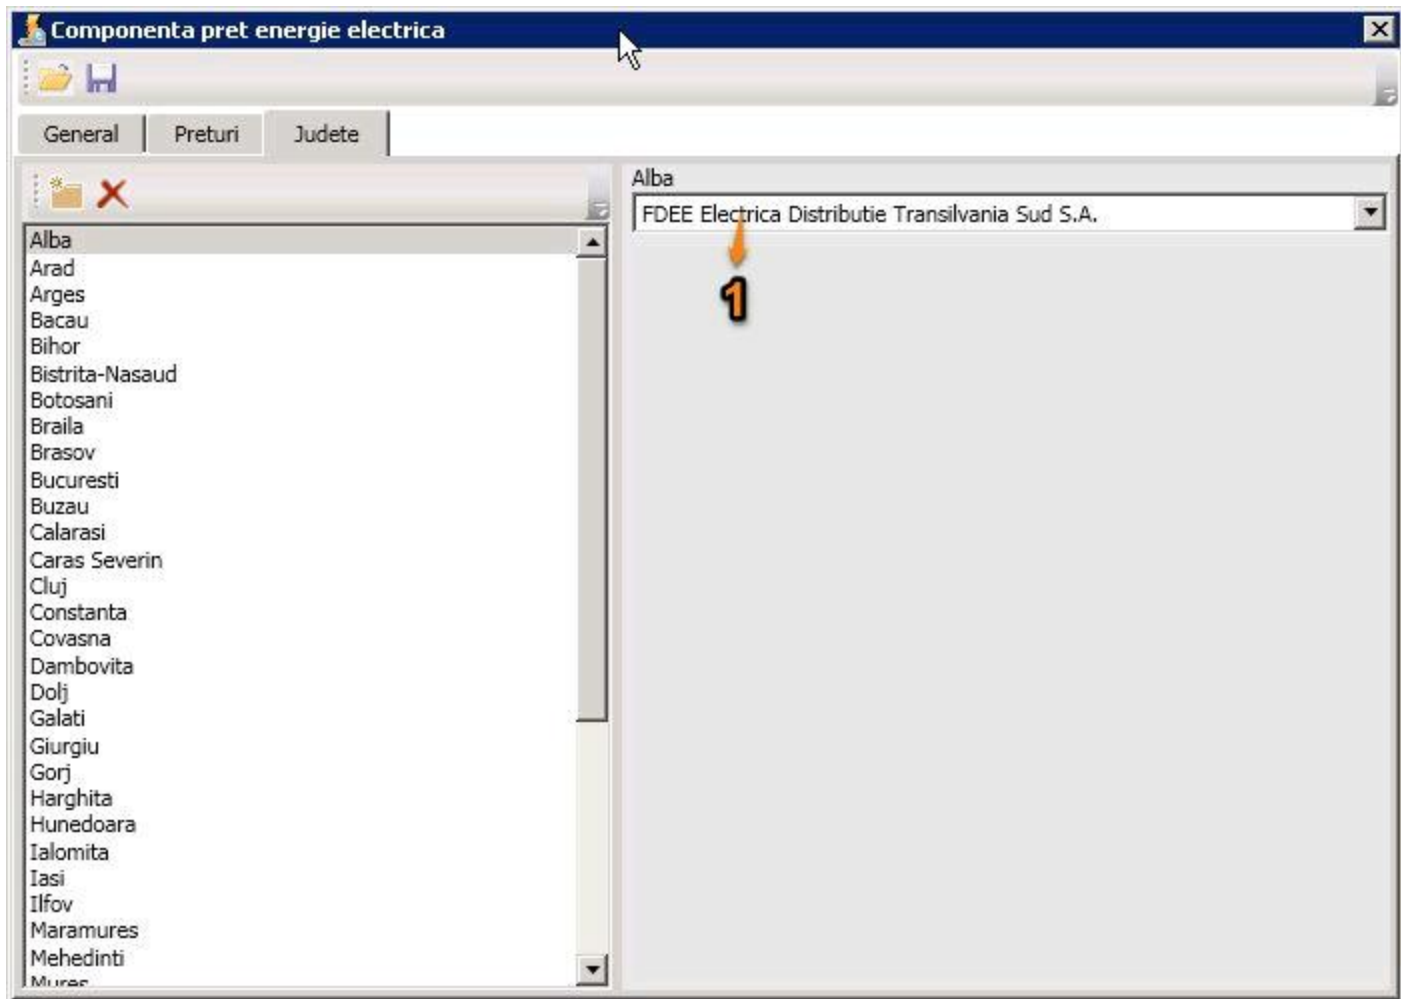 Componenta pret energie electrica
General Preturi Judete
Alba
FDEE Electrica Distributie Transilvania Sud S.A.
1
Alba
Arad
Arges
Bacau
Bihor
Bistrita-Nasaud
Botosani
Braila
Brasov
Bucuresti
Buzau
Calarasi
Caras Severin
Cluj
Constanta
Covasna
Dambovita
Dolj
Galati
Giurgiu
Gorj
Harghita
Hunedoara
Ialomita
Iasi
Ilfov
Maramures
Mehedinti
Mures